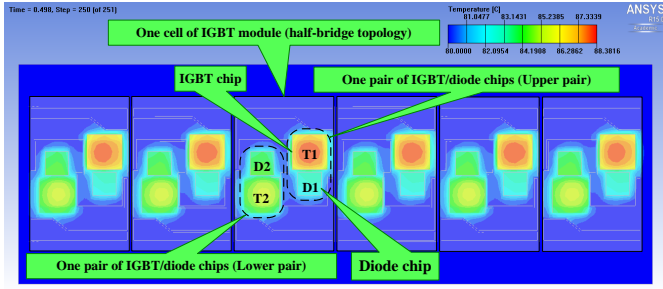 Time = 0.498, Step = 250 (of 251)
One cell of IGBT module (half-bridge topology)
Temperature [C]
81.0477 83.1431 85.2385 87.3339
80.0000 82.0954 84.1908 86.2862 88.3816
ANSYS
R15.0
Academic
IGBT chip
One pair of IGBT/diode chips (Upper pair)
T1
D2
D1
T2
One pair of IGBT/diode chips (Lower pair)
Diode chip